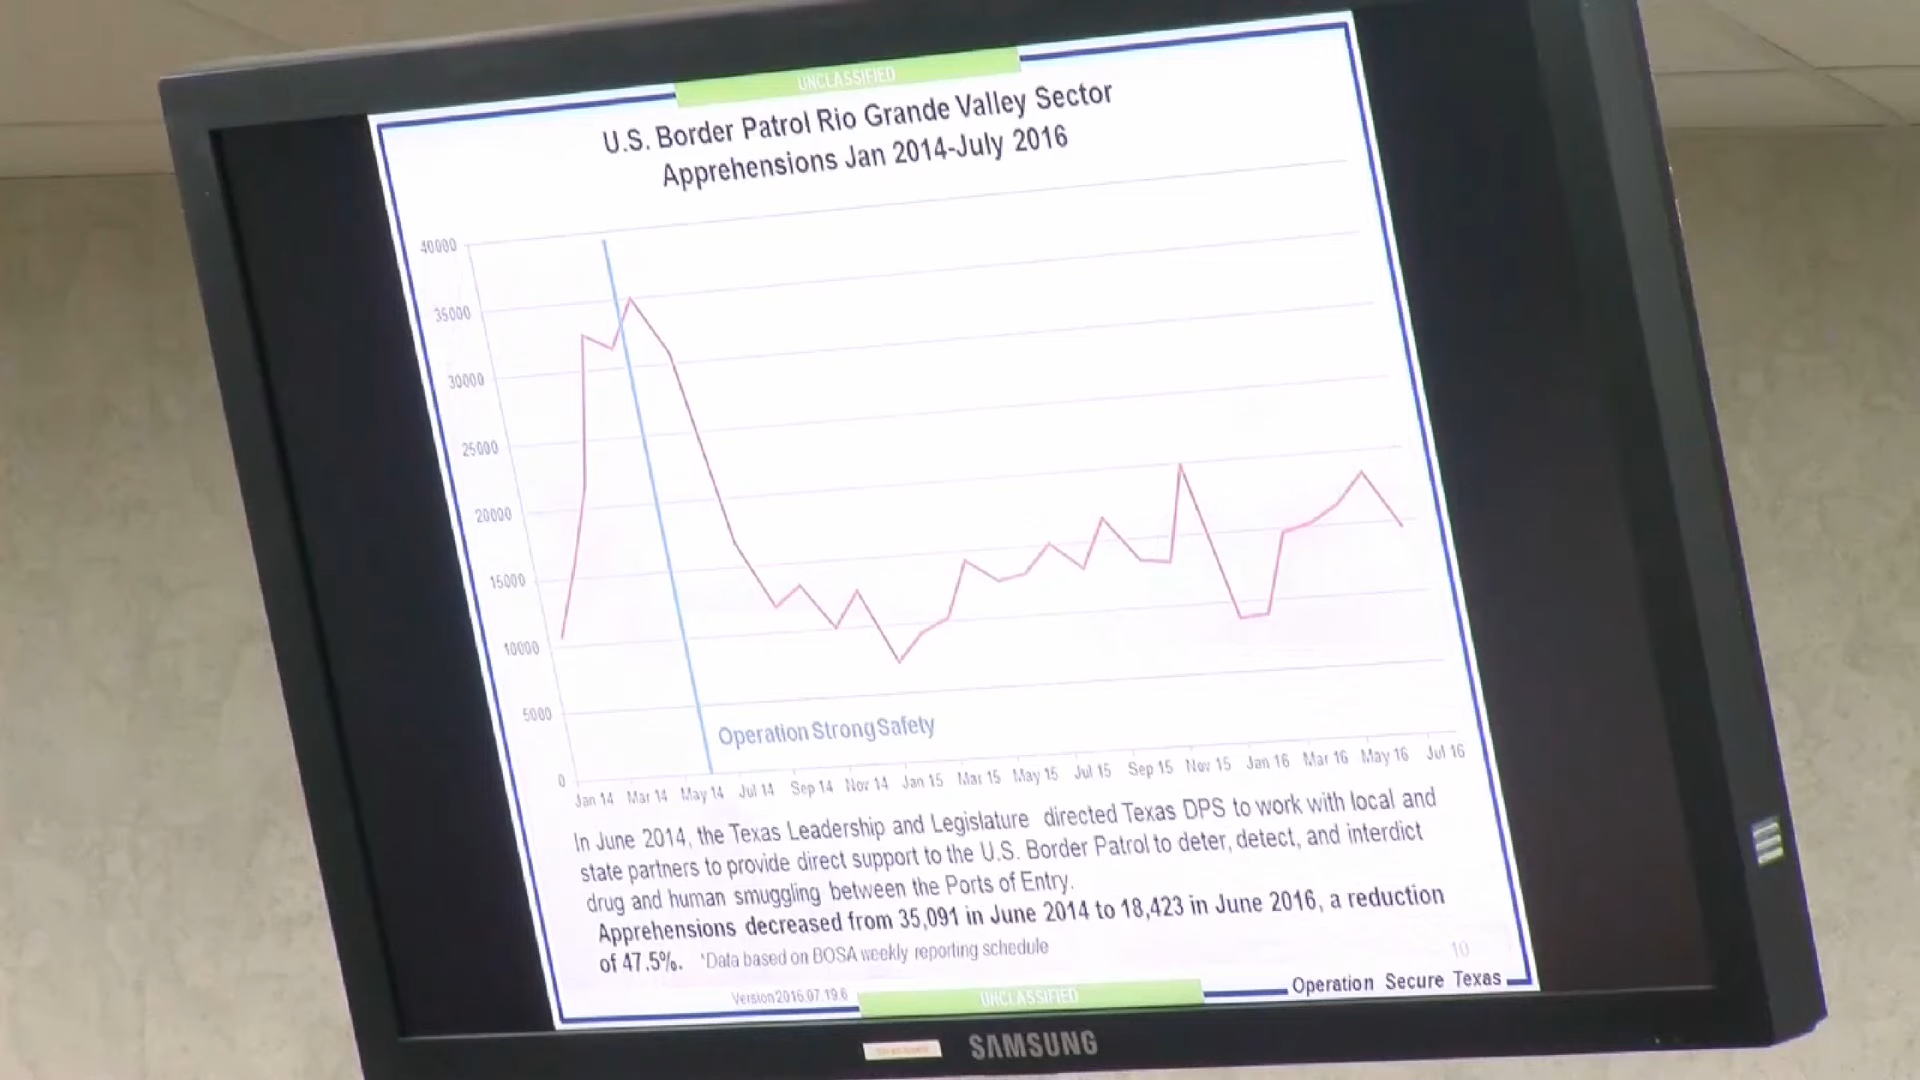 UNCLASSIFIED
U.S. Border Patrol Rio Grande Valley Sector
Apprehensions Jan 2014-July 2016
40000
35000
30000
25000
20000
15000
10000
5000
0
Operation Strong Safety
Jan 14 Mar 14 May 14 Jul 14 Sep 14 Nov 14 Jan 15 Mar 15 May 15 Jul 15 Sep 15 Nov 15 Jan 16 Mar 16 May 16 Jul 16
In June 2014, the Texas Leadership and Legislature directed Texas DPS to work with local and
state partners to provide direct support to the U.S. Border Patrol to deter, detect, and interdict
drug and human smuggling between the Ports of Entry.
Apprehensions decreased from 35,091 in June 2014 to 18,423 in June 2016, a reduction
of 47.5%. *Data based on BOSA weekly reporting schedule
10
Version 2016.07.19.6
UNCLASSIFIED
Operation Secure Texas
SAMSUNG